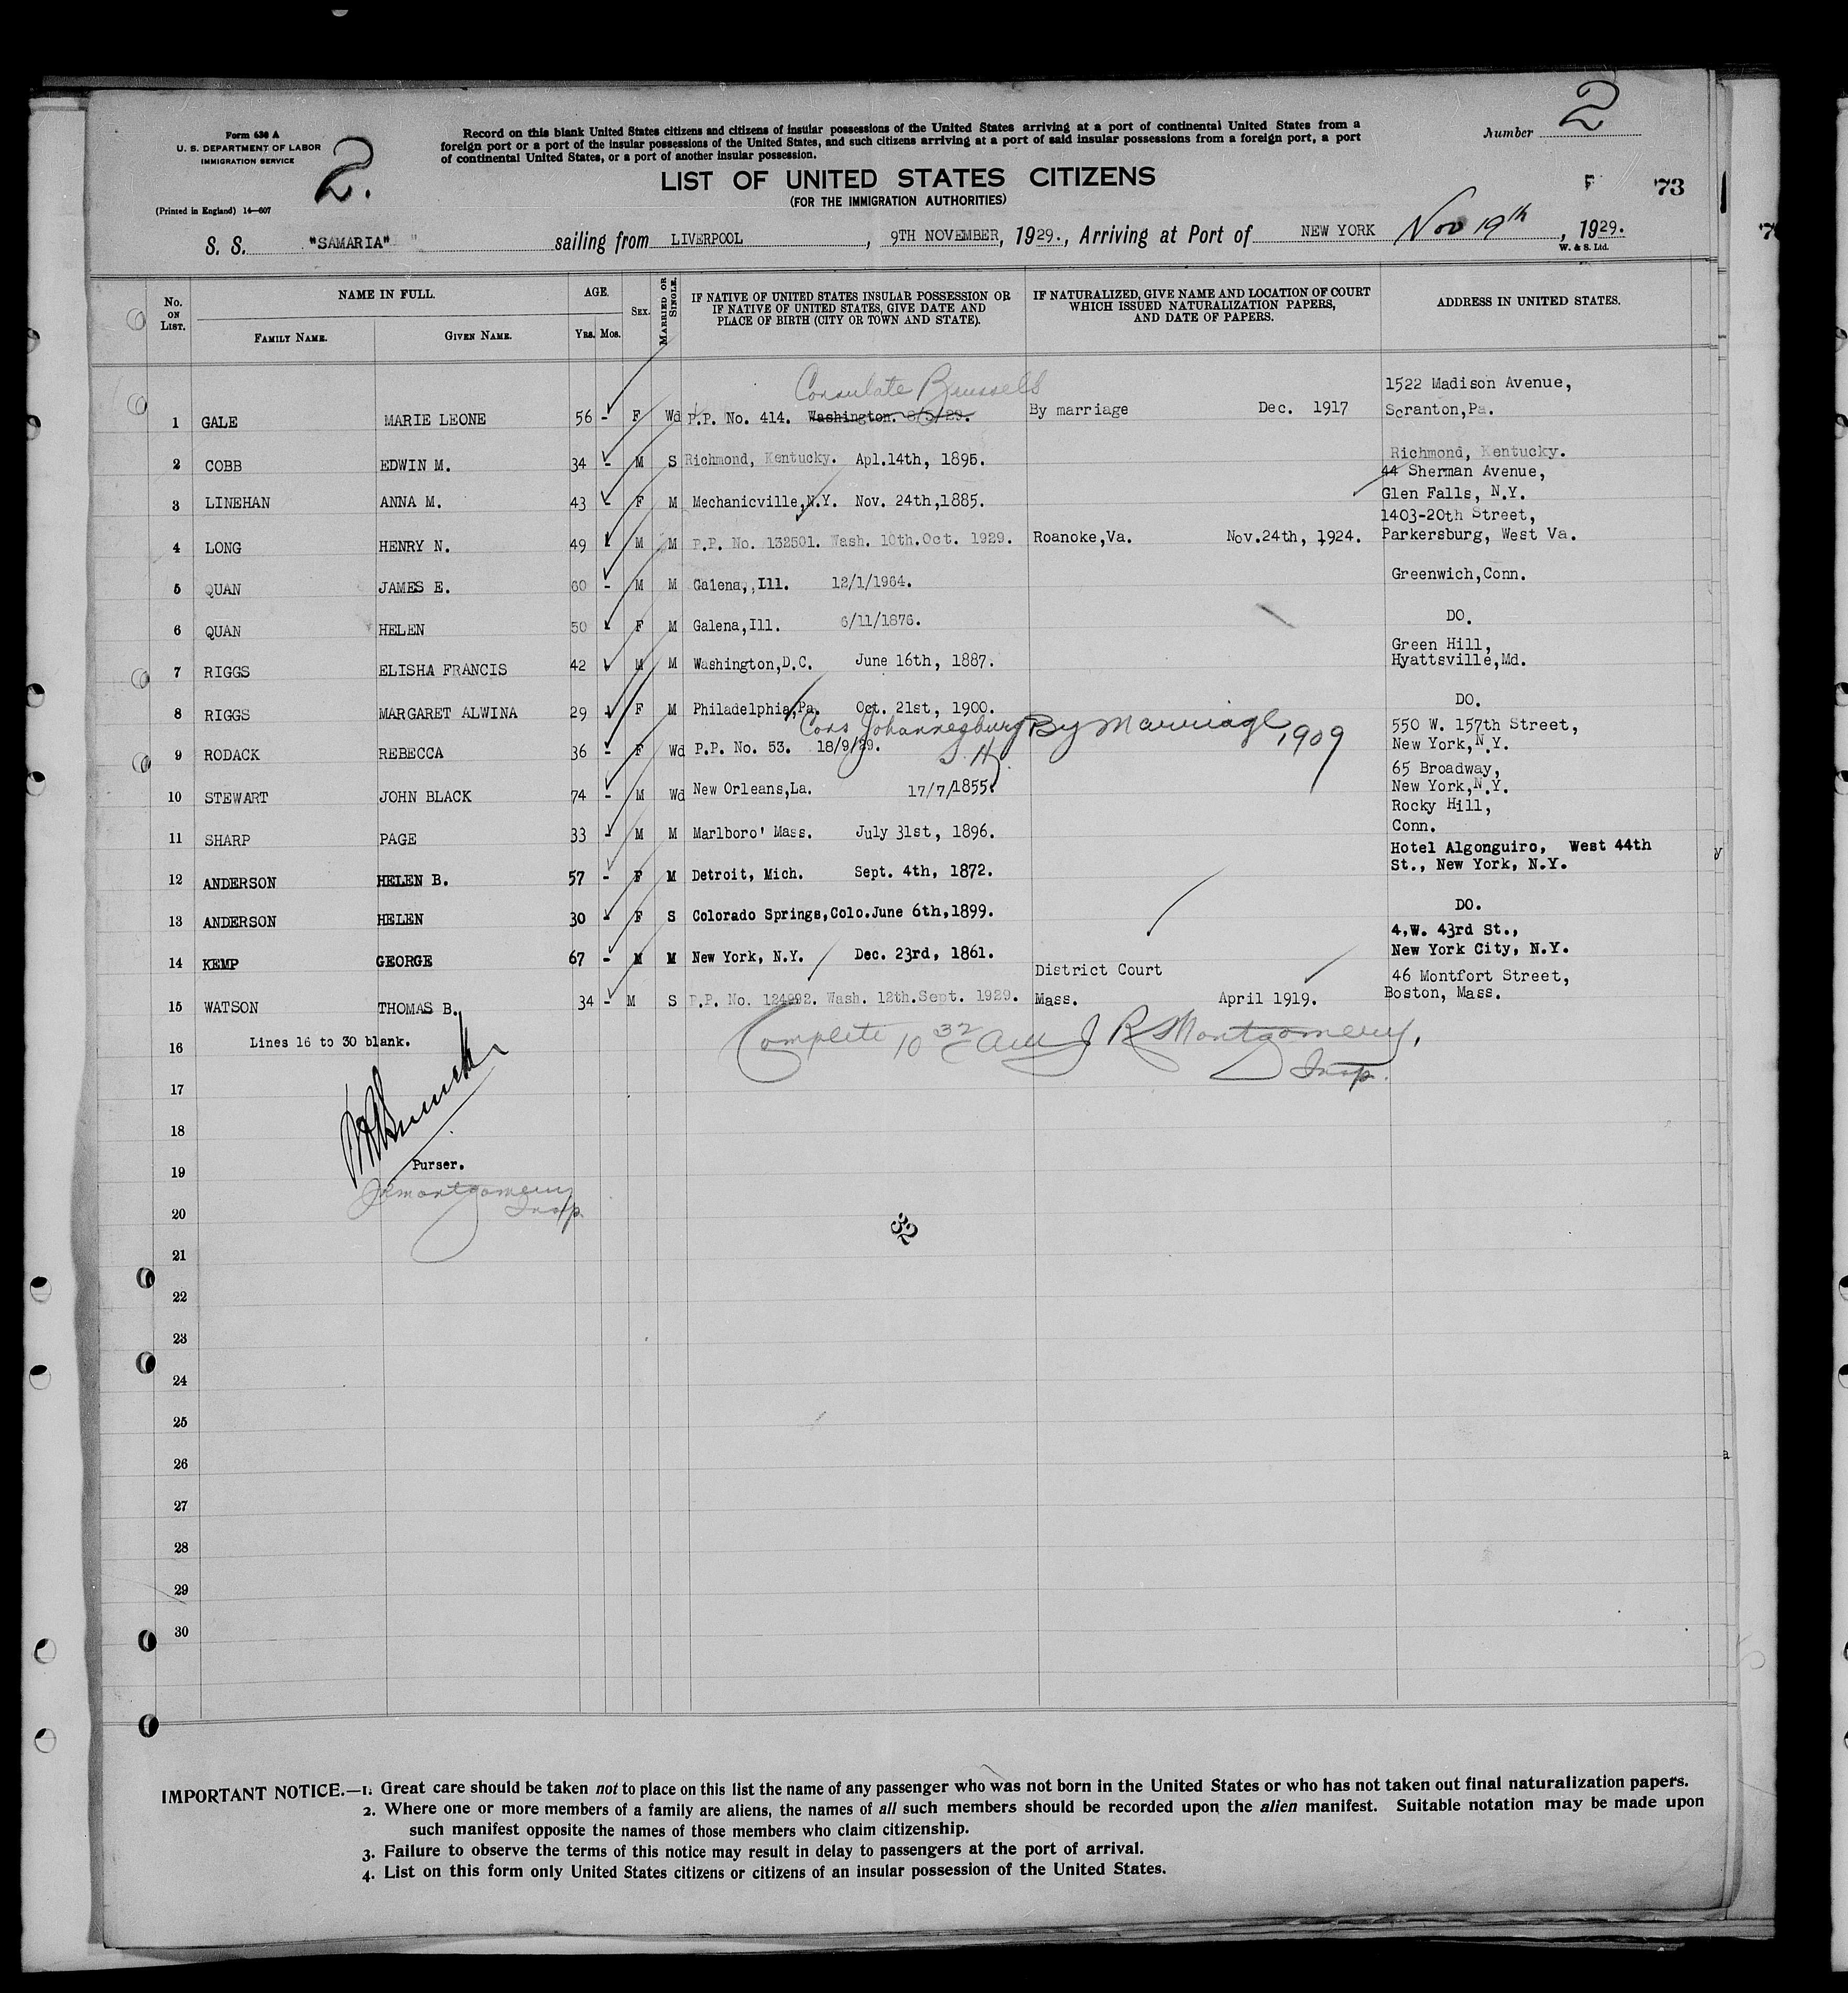 2
Form 630 A
U. S. DEPARTMENT OF LABOR
IMMIGRATION SERVICE
2.
(Printed in England) 14—607
Record on this blank United States citizens and citizens of insular possessions of the United States arriving at a port of continental United States from a
foreign port or a port of the insular possessions of the United States, and such citizens arriving at a port of said insular possessions from a foreign port, a port
of continental United States, or a port of another insular possession.
Number
LIST OF UNITED STATES CITIZENS
(FOR THE IMMIGRATION AUTHORITIES)
'73
S. S. "SAMARIA" sailing from LIVERPOOL, 9TH NOVEMBER, 1929., Arriving at Port of NEW YORK Nov 19th, 1929.
W. & S. Ltd.
No. ON LIST. NAME IN FULL. FAMILY NAME. GIVEN NAME. AGE. Yrs. Mos. SEX. MARRIED OR SINGLE. IF NATIVE OF UNITED STATES INSULAR POSSESSION OR IF NATIVE OF UNITED STATES, GIVE DATE AND PLACE OF BIRTH (CITY OR TOWN AND STATE). IF NATURALIZED, GIVE NAME AND LOCATION OF COURT WHICH ISSUED NATURALIZATION PAPERS, AND DATE OF PAPERS. ADDRESS IN UNITED STATES.
Consulate Brussels
1522 Madison Avenue,
1 GALE MARIE LEONE 56 - F Wd P.P. No. 414. Washington. 8/5/29. By marriage Dec. 1917 Scranton,Pa.
2 COBB EDWIN M. 34 - M S Richmond, Kentucky. Apl.14th, 1895. Richmond, Kentucky.
44 Sherman Avenue,
3 LINEHAN ANNA M. 43 - F M Mechanicville,N.Y. Nov. 24th,1885. Glen Falls, N.Y.
1403-20th Street,
4 LONG HENRY N. 49 - M M P.P. No. 132501. Wash. 10th.Oct. 1929. Roanoke,Va. Nov.24th, 1924. Parkersburg, West Va.
5 QUAN JAMES E. 60 - M M Galena,,Ill. 12/1/1964. Greenwich,Conn.
6 QUAN HELEN 50 - F M Galena,Ill. 6/11/1876. DO.
Green Hill,
7 RIGGS ELISHA FRANCIS 42 - M M Washington,D.C. June 16th, 1887. Hyattsville,Md.
8 RIGGS MARGARET ALWINA 29 - F M Philadelphia,Pa. Oct. 21st, 1900. DO.
Cons Johannesburg By Marriage, 1909 550 W. 157th Street,
9 RODACK REBECCA 36 - F Wd P.P. No. 53. 18/9/29. New York,N.Y.
65 Broadway,
10 STEWART JOHN BLACK 74 - M Wd New Orleans,La. 17/7/1855. New York,N.Y.
Rocky Hill,
11 SHARP PAGE 33 - M M Marlboro' Mass. July 31st, 1896. Conn.
Hotel Algonguiro, West 44th
12 ANDERSON HELEN B. 57 - F M Detroit, Mich. Sept. 4th, 1872. St., New York, N.Y.
13 ANDERSON HELEN 30 - F S Colorado Springs,Colo.June 6th,1899. DO.
4,W. 43rd St.,
14 KEMP GEORGE 67 - M M New York, N.Y. Dec. 23rd, 1861. New York City, N.Y.
District Court 46 Montfort Street,
15 WATSON THOMAS B. 34 - M S P.P. No. 124892. Wash. 12th.Sept. 1929. Mass. April 1919. Boston, Mass.
16 Lines 16 to 30 blank. Complete 10 32 am J R Montgomery,
Insp.
17
18
19 Purser.
JR Montgomery
20 Insp.
32
21
22
23
24
25
26
27
28
29
30
IMPORTANT NOTICE.—1. Great care should be taken not to place on this list the name of any passenger who was not born in the United States or who has not taken out final naturalization papers.
2. Where one or more members of a family are aliens, the names of all such members should be recorded upon the alien manifest. Suitable notation may be made upon
such manifest opposite the names of those members who claim citizenship.
3. Failure to observe the terms of this notice may result in delay to passengers at the port of arrival.
4. List on this form only United States citizens or citizens of an insular possession of the United States.